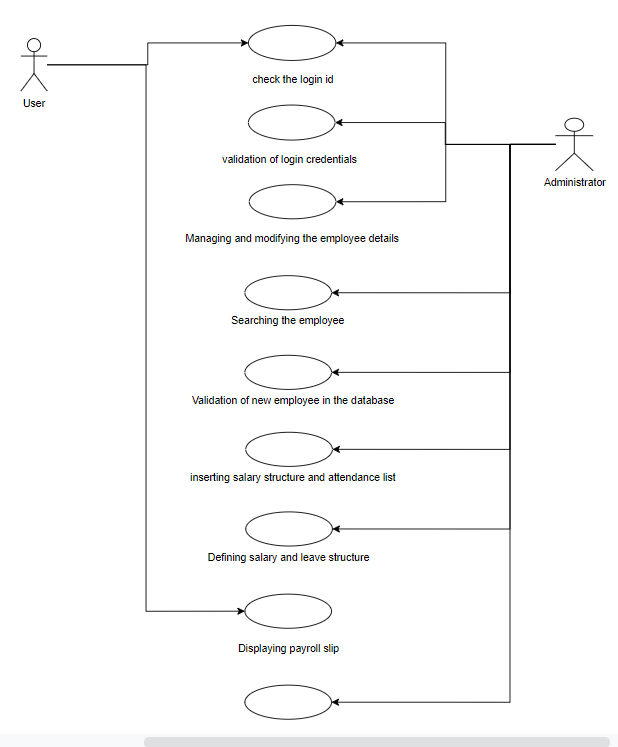 User
check the login id
validation of login credentials
Administrator
Managing and modifying the employee details
Searching the employee
Validation of new employee in the database
inserting salary structure and attendance list
Defining salary and leave structure
Displaying payroll slip